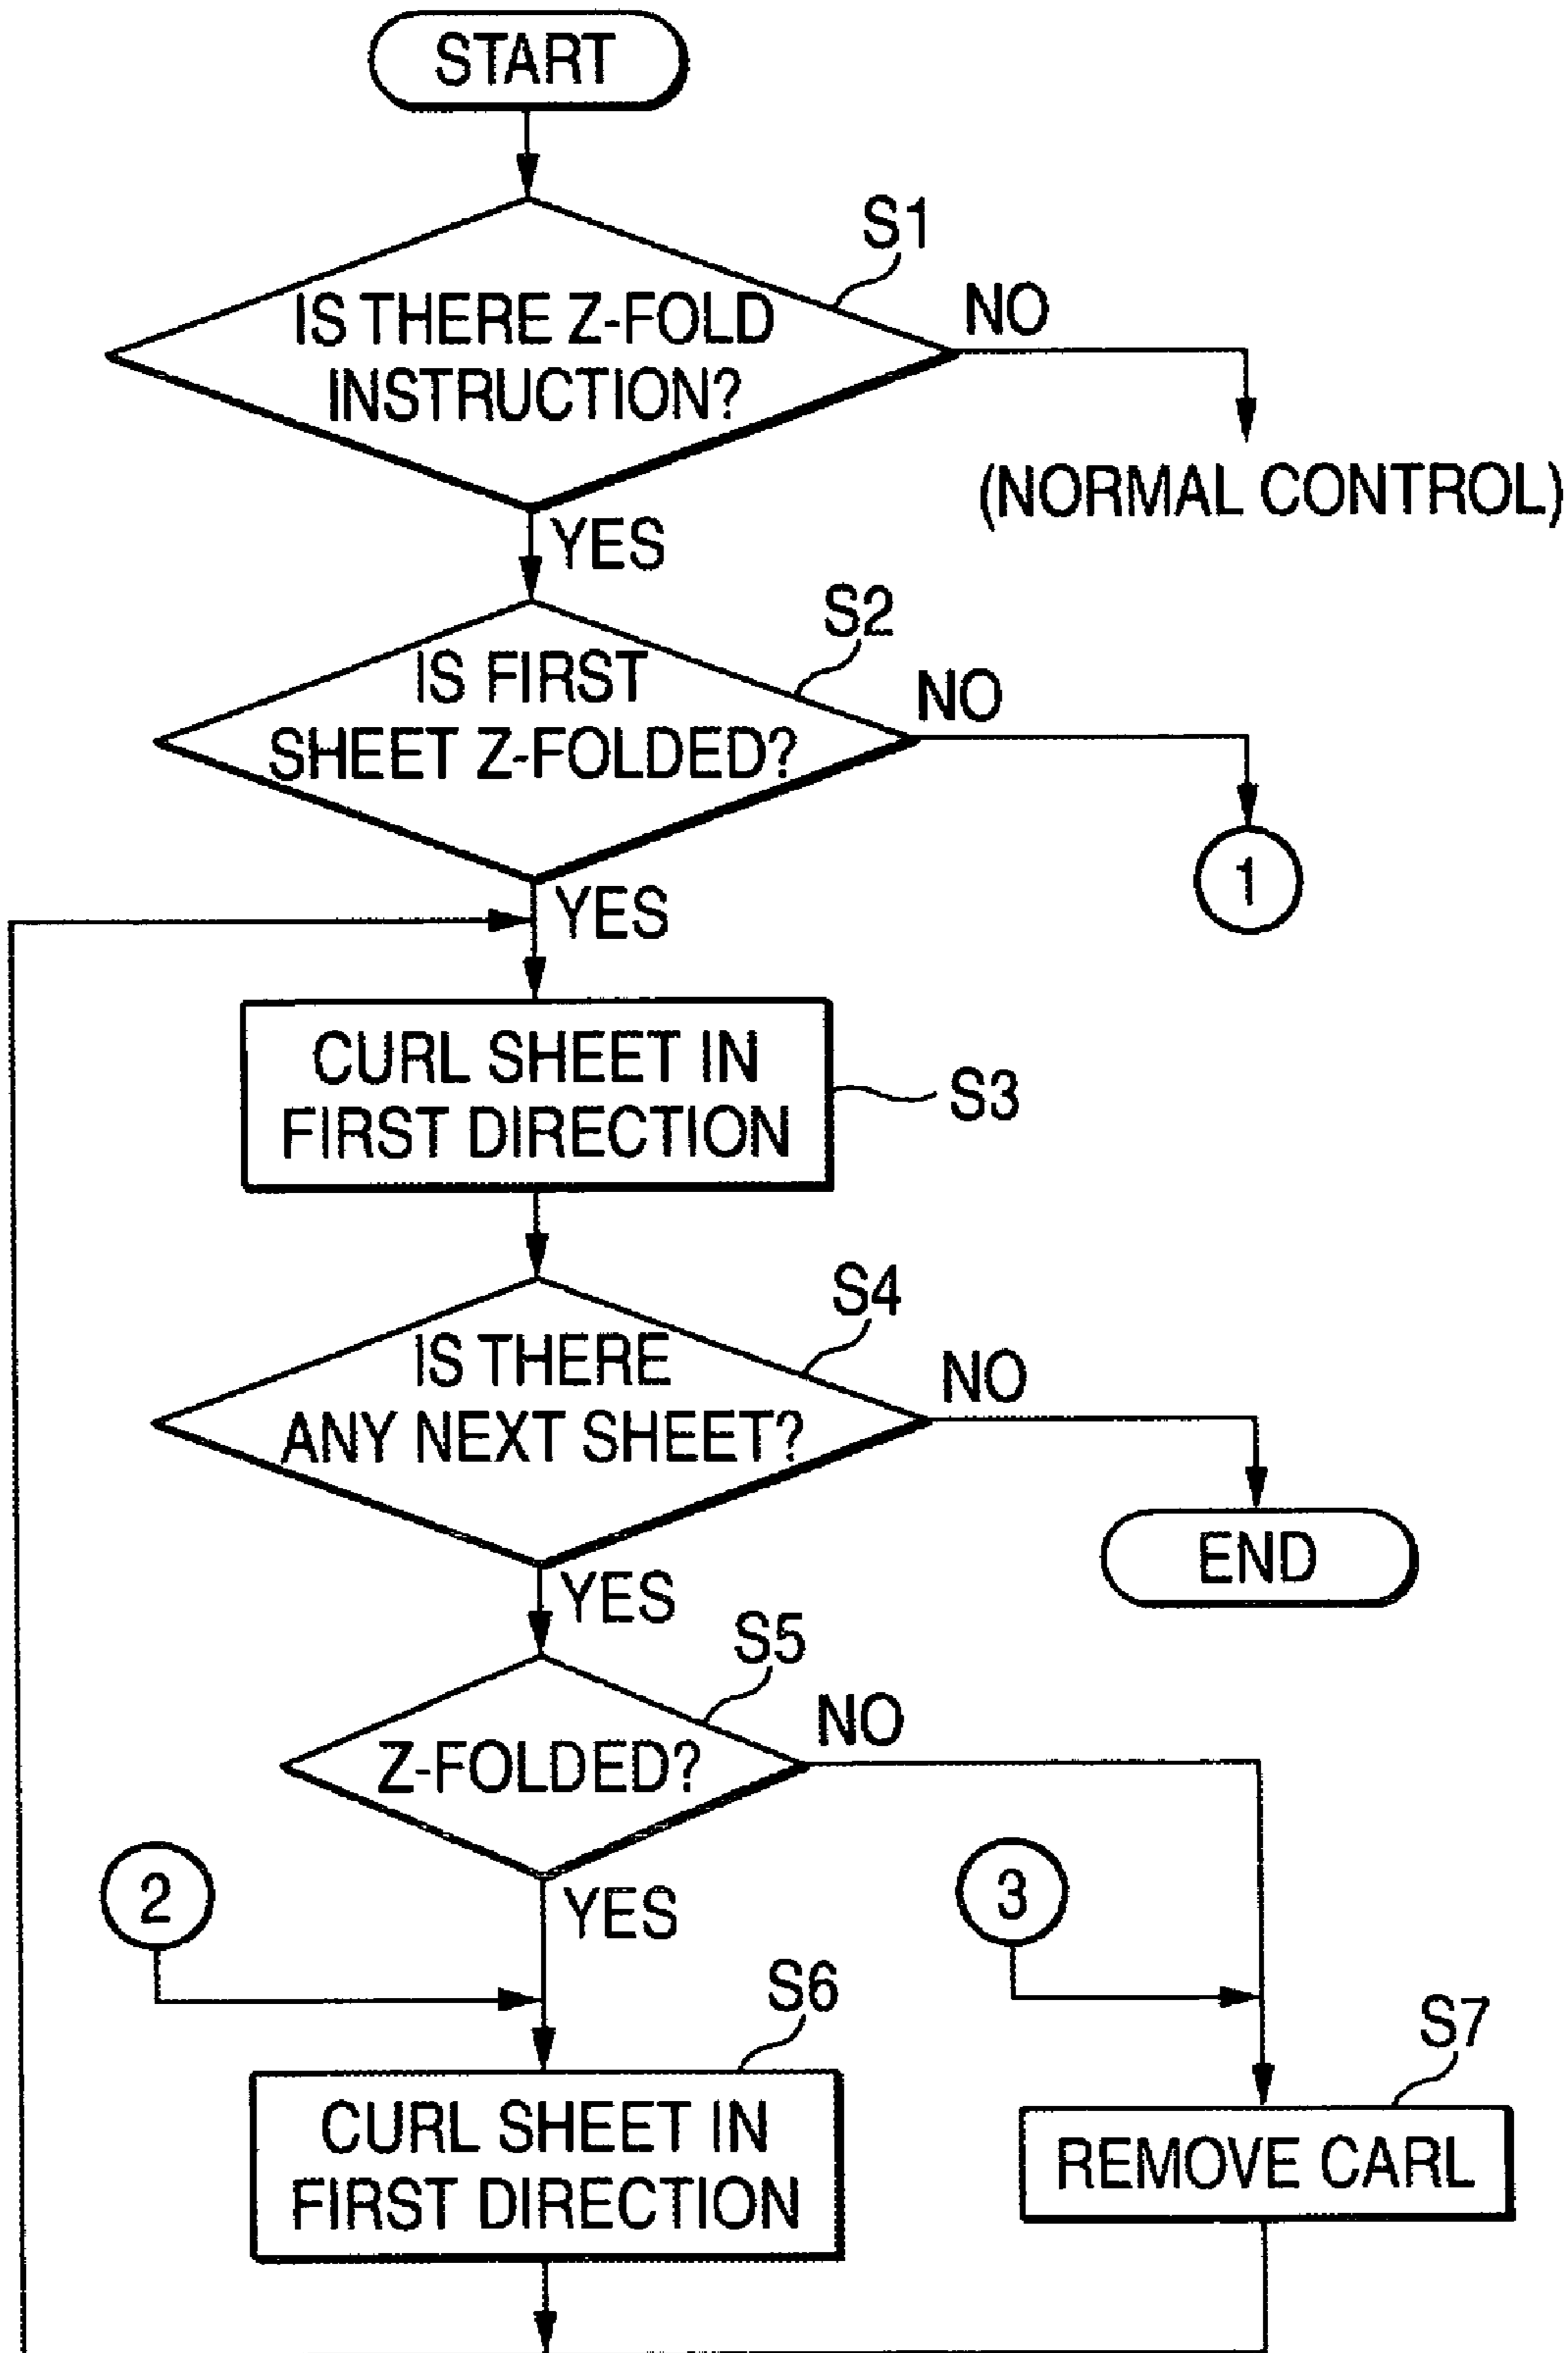 START
S1
IS THERE Z-FOLD
INSTRUCTION?
NO
(NORMAL CONTROL)
YES
S2
IS FIRST
SHEET Z-FOLDED?
NO
1
YES
CURL SHEET IN
FIRST DIRECTION
S3
S4
IS THERE
ANY NEXT SHEET?
NO
END
YES
S5
Z-FOLDED?
NO
2
YES
3
S6
CURL SHEET IN
FIRST DIRECTION
S7
REMOVE CARL